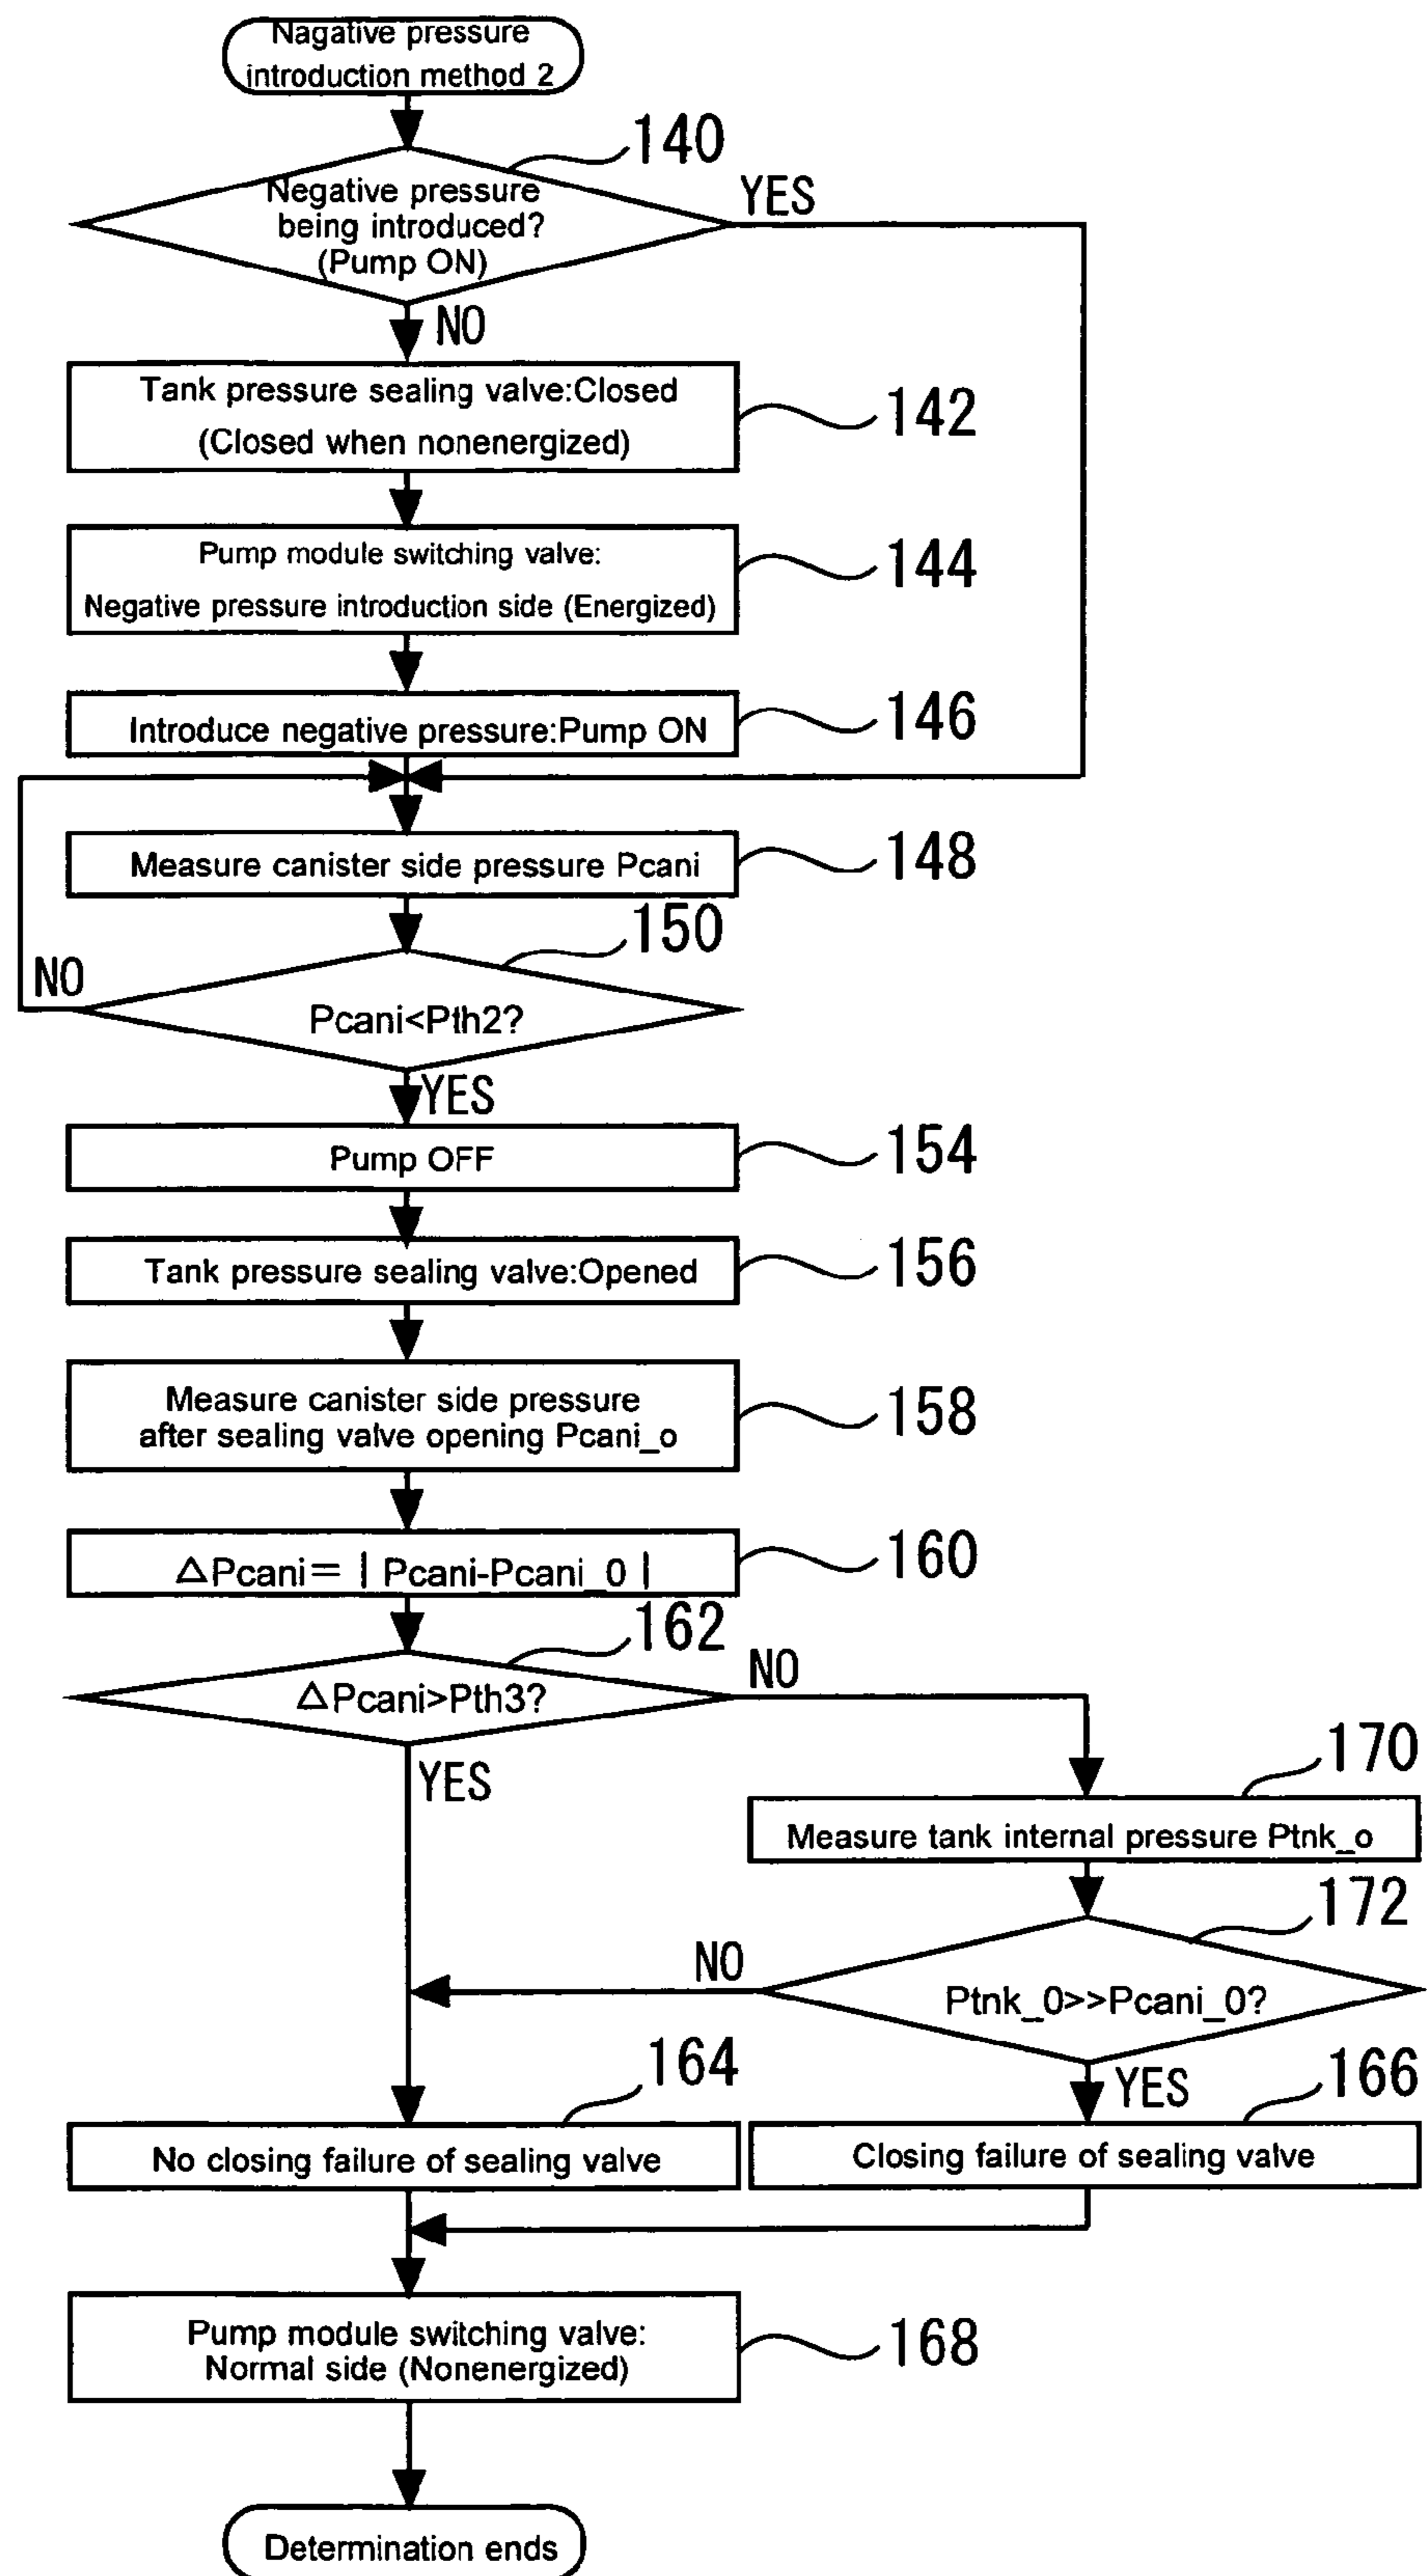 Nagative pressure
introduction method 2
140
Negative pressure
being introduced?
(Pump ON)
YES
NO
Tank pressure sealing valve:Closed
(Closed when nonenergized)
142
Pump module switching valve:
Negative pressure introduction side (Energized)
144
Introduce negative pressure:Pump ON
146
Measure canister side pressure Pcani
148
150
NO
Pcani<Pth2?
YES
Pump OFF
154
Tank pressure sealing valve:Opened
156
Measure canister side pressure
after sealing valve opening Pcani_o
158
△Pcani=｜Pcani-Pcani_0｜
160
162
NO
△Pcani>Pth3?
YES
170
Measure tank internal pressure Ptnk_o
172
NO
Ptnk_0>>Pcani_0?
YES
164
166
No closing failure of sealing valve
Closing failure of sealing valve
Pump module switching valve:
Normal side (Nonenergized)
168
Determination ends